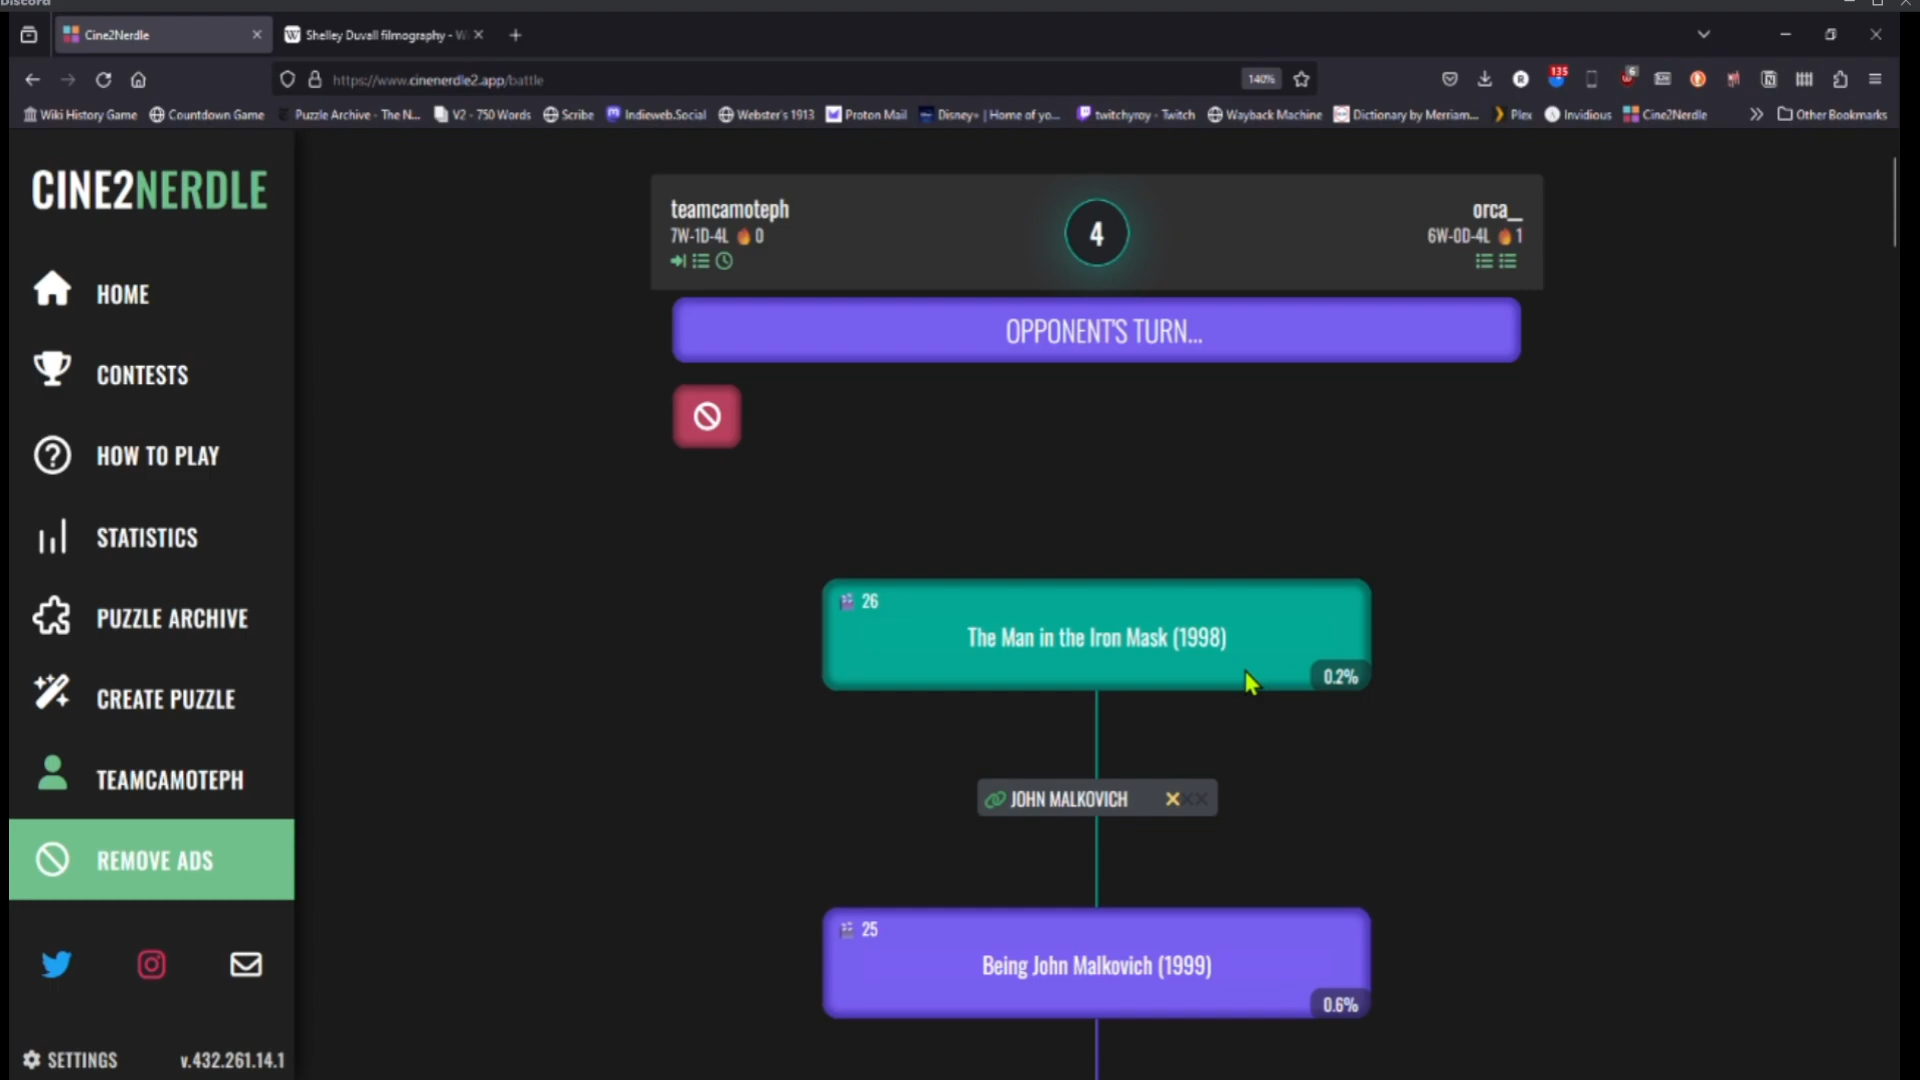 Discord
Cine2Nerdle
Shelley Duvall filmography - W
https://www.cinenerdle2.app/battle
140%
135
6
Wiki History Game
Countdown Game
Puzzle Archive - The N...
V2 - 750 Words
Scribe
Indieweb.Social
Webster's 1913
Proton Mail
Disney+ | Home of yo...
twitchyroy - Twitch
Wayback Machine
Dictionary by Merriam...
Plex
Invidious
Cine2Nerdle
Other Bookmarks
CINE2NERDLE
HOME
CONTESTS
HOW TO PLAY
STATISTICS
PUZZLE ARCHIVE
CREATE PUZZLE
TEAMCAMOTEPH
REMOVE ADS
SETTINGS
v.432.261.14.1
teamcamoteph
7W-1D-4L 0
4
orca__
6W-0D-4L 1
OPPONENT'S TURN...
26
The Man in the Iron Mask (1998)
0.2%
JOHN MALKOVICH
25
Being John Malkovich (1999)
0.6%